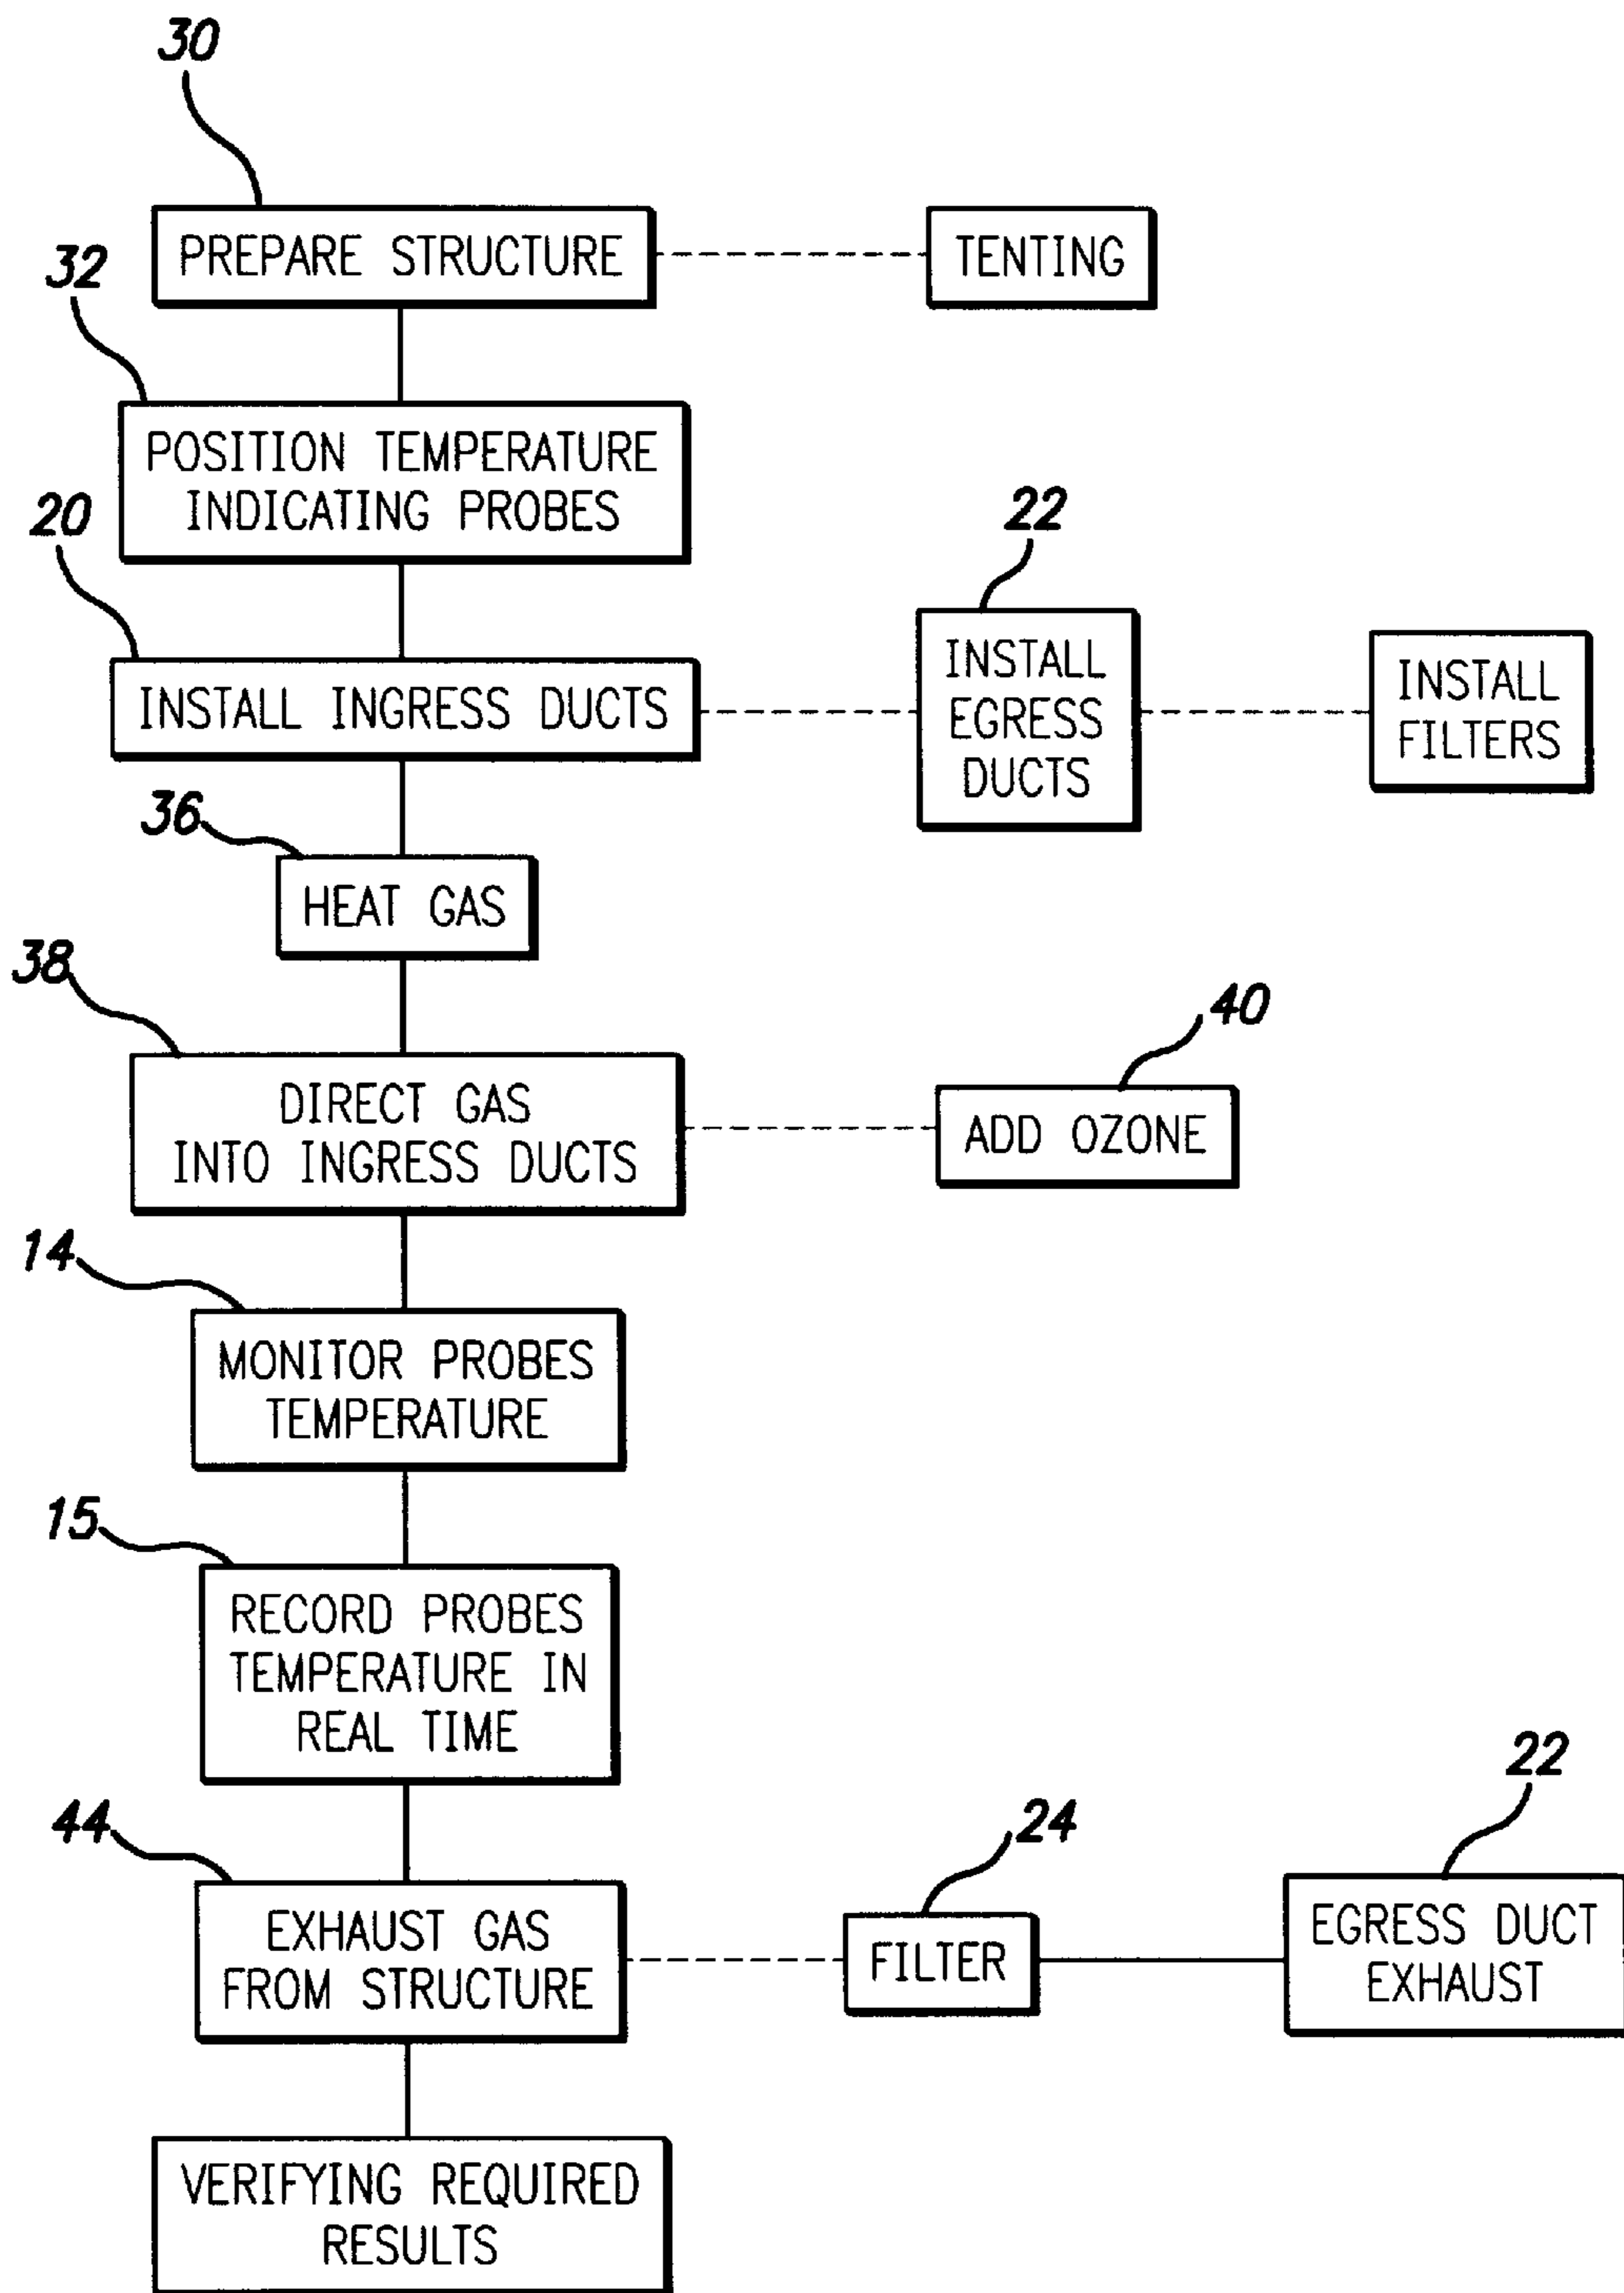 30
PREPARE STRUCTURE
TENTING
32
POSITION TEMPERATURE
INDICATING PROBES
20
INSTALL INGRESS DUCTS
22
INSTALL
EGRESS
DUCTS
INSTALL
FILTERS
36
HEAT GAS
38
DIRECT GAS
INTO INGRESS DUCTS
40
ADD OZONE
14
MONITOR PROBES
TEMPERATURE
15
RECORD PROBES
TEMPERATURE IN
REAL TIME
44
EXHAUST GAS
FROM STRUCTURE
24
FILTER
22
EGRESS DUCT
EXHAUST
VERIFYING REQUIRED
RESULTS